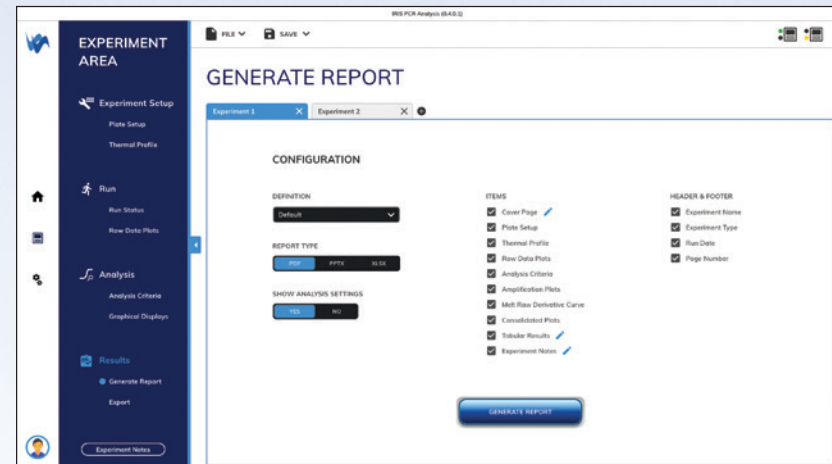 IRIS PCR Analysis (0.4.0.1)
EXPERIMENT
AREA
Experiment Setup
Plate Setup
Thermal Profile
Run
Run Status
Raw Data Plots
Analysis
Analysis Criteria
Graphical Displays
Results
Generate Report
Export
Experiment Notes
FILE
SAVE
GENERATE REPORT
Experiment 1
Experiment 2
CONFIGURATION
DEFINITION
Default
REPORT TYPE
PDF PPTX XLSX
SHOW ANALYSIS SETTINGS
YES NO
ITEMS
Cover Page
Plate Setup
Thermal Profile
Raw Data Plots
Analysis Criteria
Amplification Plots
Melt Raw Derivative Curve
Consolidated Plots
Tabular Results
Experiment Notes
HEADER & FOOTER
Experiment Name
Experiment Type
Run Date
Page Number
GENERATE REPORT